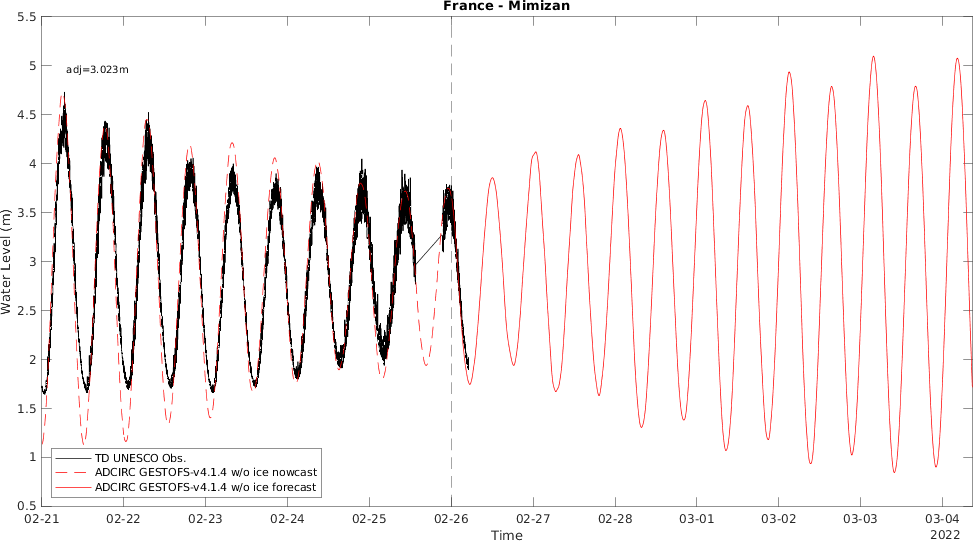 France - Mimizan
adj=3.023m
Water Level (m)
5.5
5
4.5
4
3.5
3
2.5
2
1.5
1
0.5
TD UNESCO Obs.
ADCIRC GESTOFS-v4.1.4 w/o ice nowcast
ADCIRC GESTOFS-v4.1.4 w/o ice forecast
02-21 02-22 02-23 02-24 02-25 02-26 02-27 02-28 03-01 03-02 03-03 03-04
Time
2022